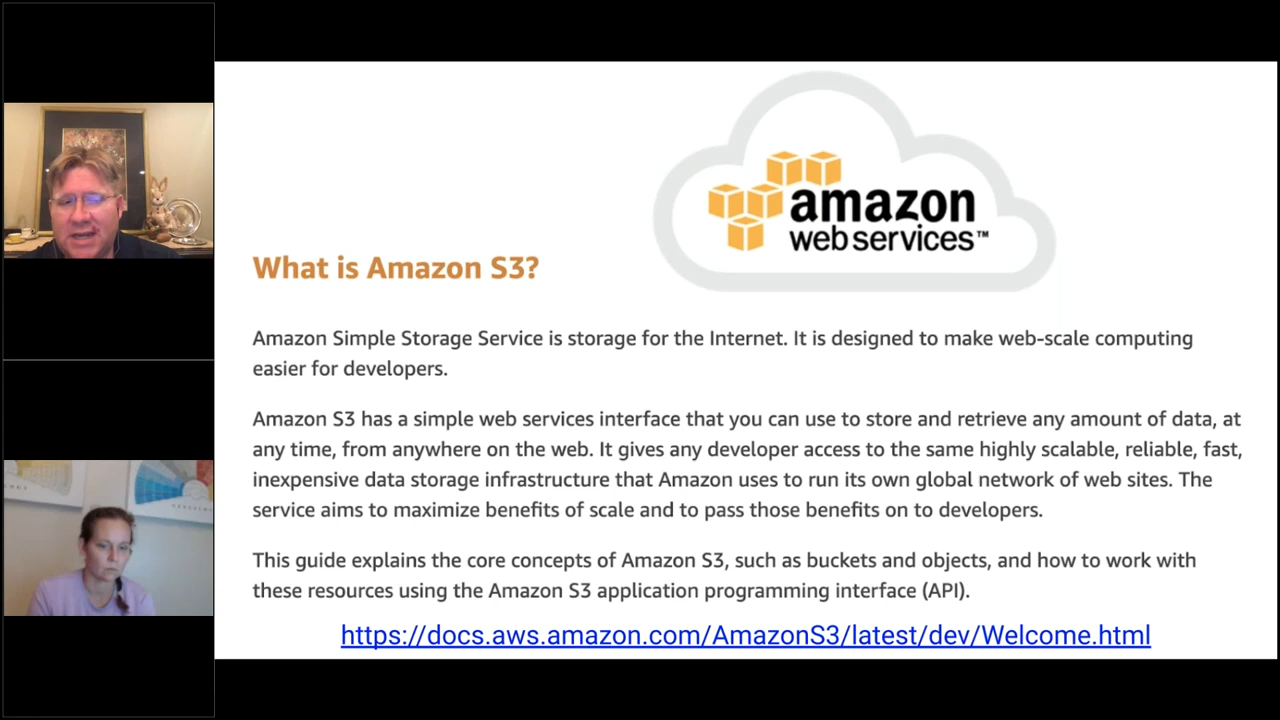 amazon
web services™
What is Amazon S3?
Amazon Simple Storage Service is storage for the Internet. It is designed to make web-scale computing
easier for developers.
Amazon S3 has a simple web services interface that you can use to store and retrieve any amount of data, at
any time, from anywhere on the web. It gives any developer access to the same highly scalable, reliable, fast,
inexpensive data storage infrastructure that Amazon uses to run its own global network of web sites. The
service aims to maximize benefits of scale and to pass those benefits on to developers.
This guide explains the core concepts of Amazon S3, such as buckets and objects, and how to work with
these resources using the Amazon S3 application programming interface (API).
https://docs.aws.amazon.com/AmazonS3/latest/dev/Welcome.html